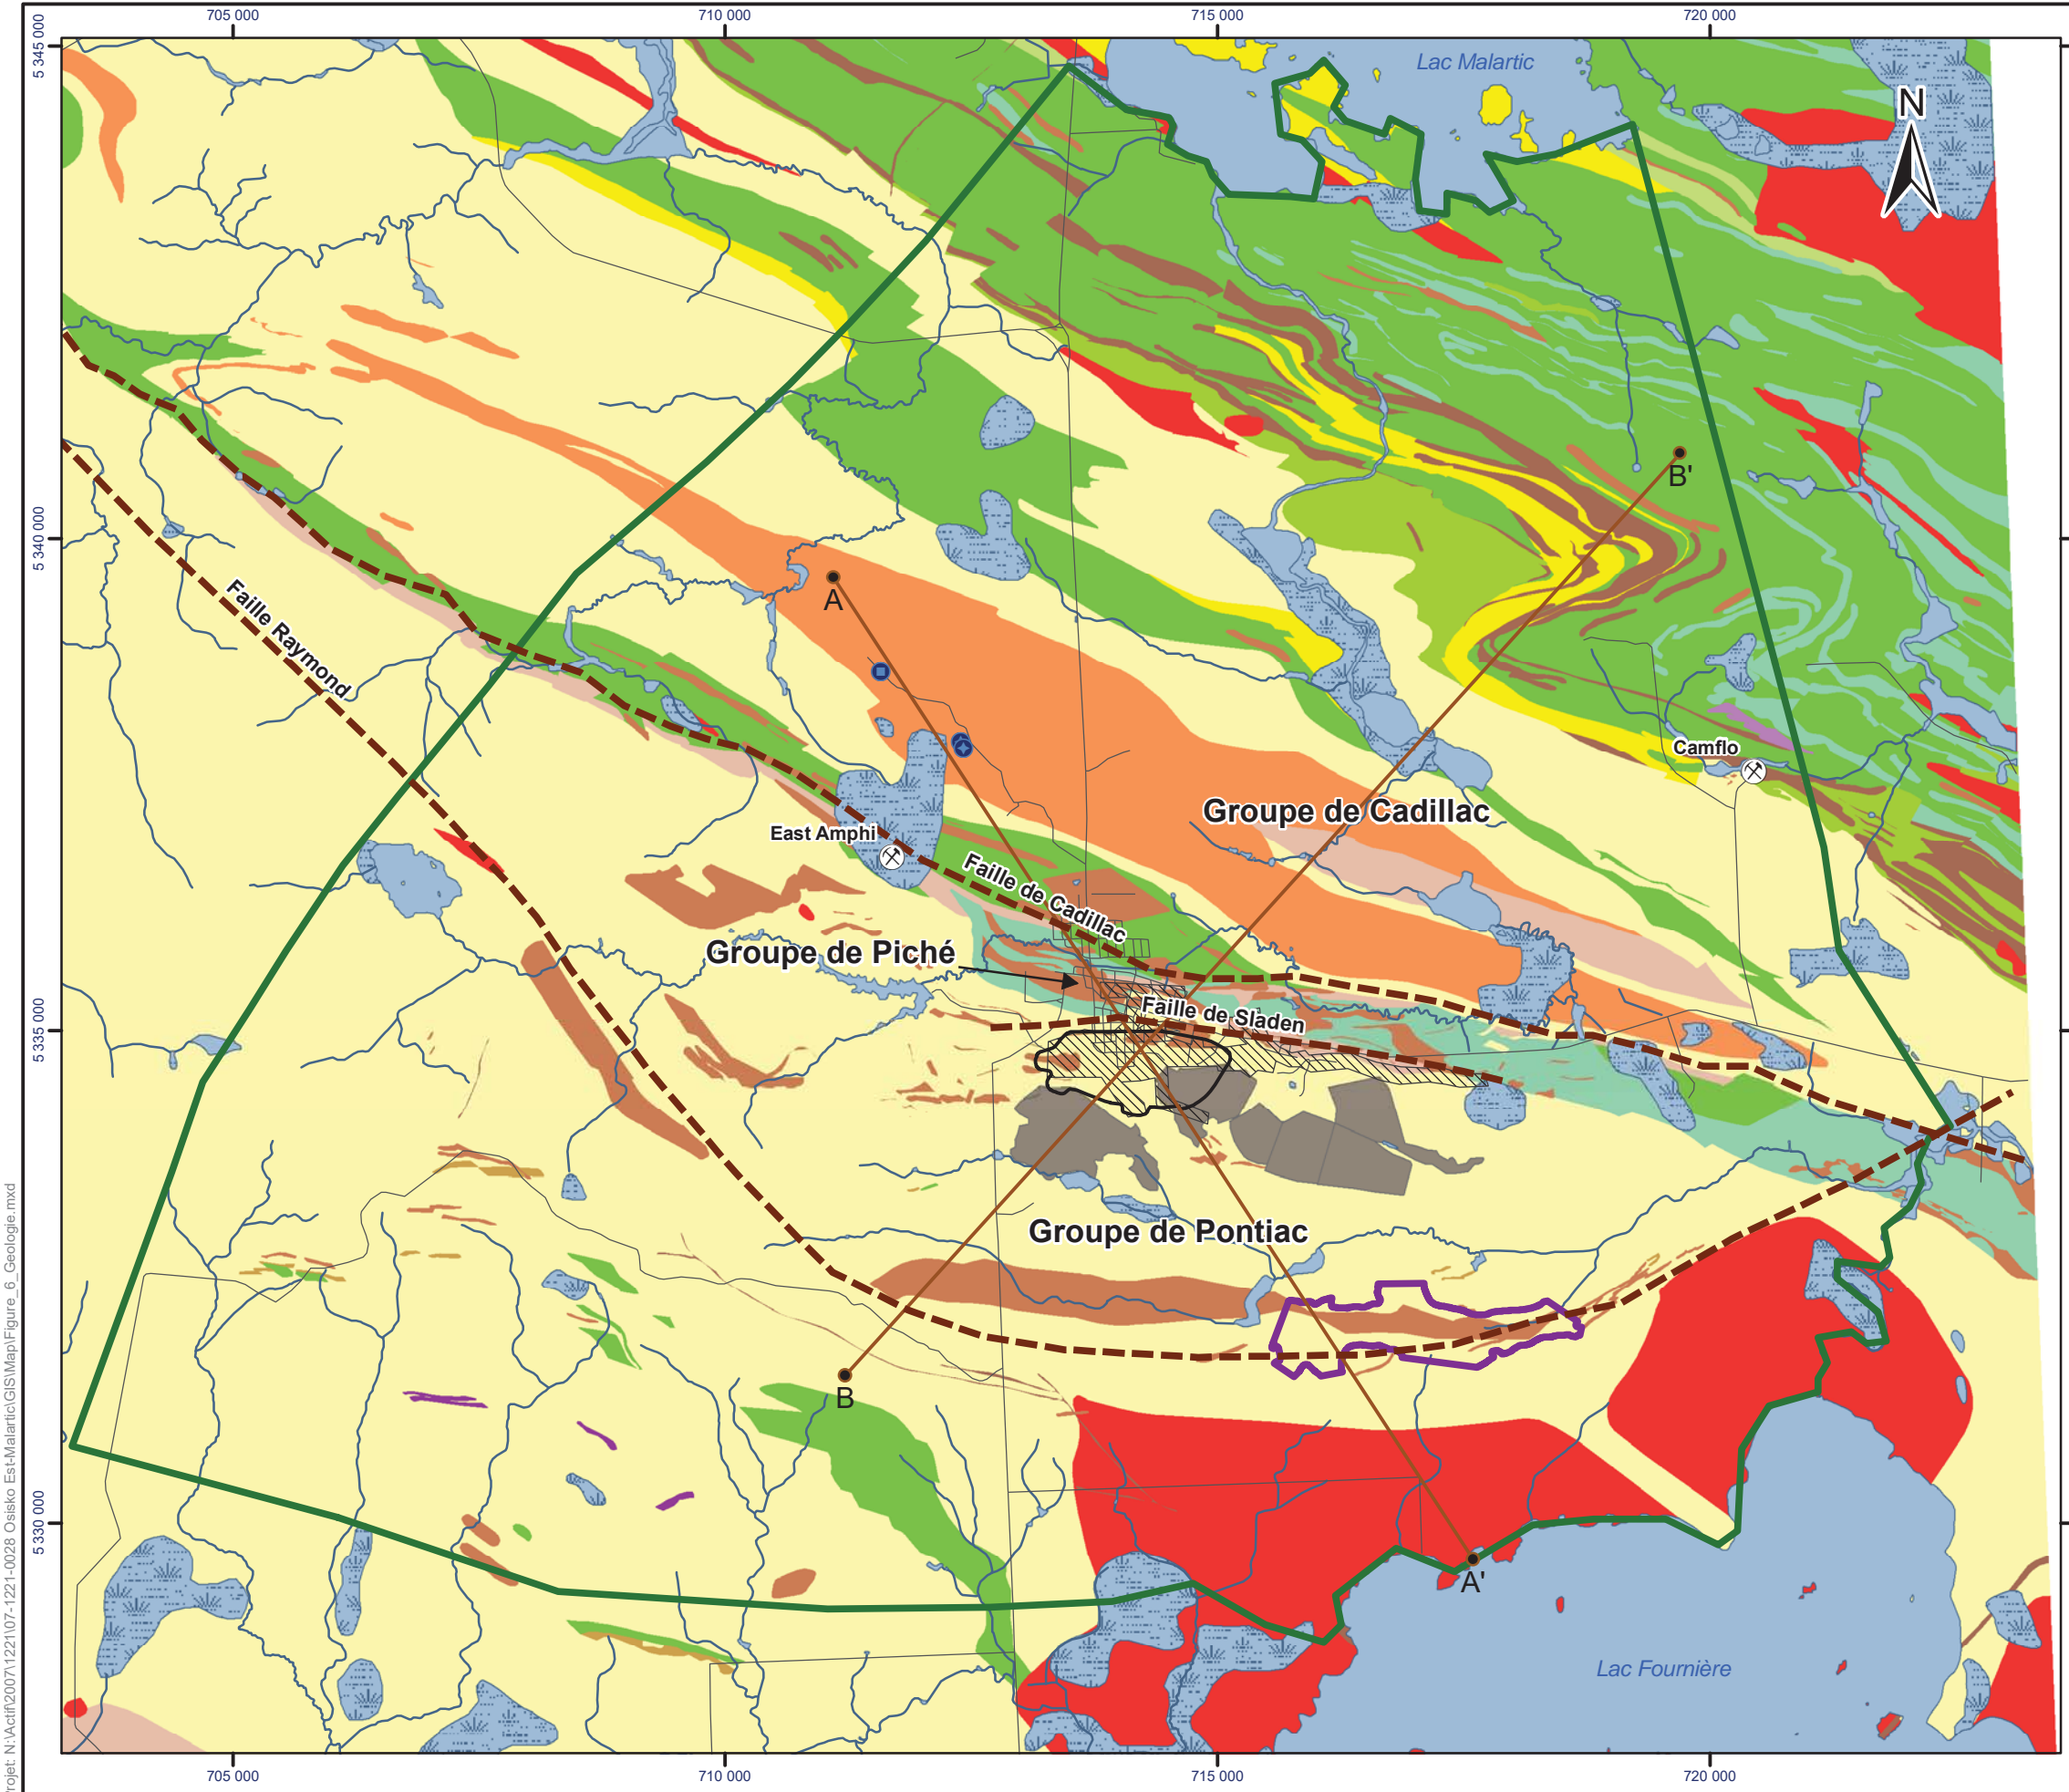 705 000
710 000
715 000
720 000
5 345 000
Lac Malartic
N
B'
5 340 000
A
Faille Raymond
Camflo
Groupe de Cadillac
East Amphi
Faille de Cadillac
Groupe de Piché
Faille de Sladen
5 335 000
Groupe de Pontiac
B
5 330 000
A'
Lac Fournière
rojet: N:\Actif\2007\1221\07-1221-0028 Osisko Est-Malartic\GIS\Map\Figure_6_Geologie.mxd
705 000
710 000
715 000
720 000